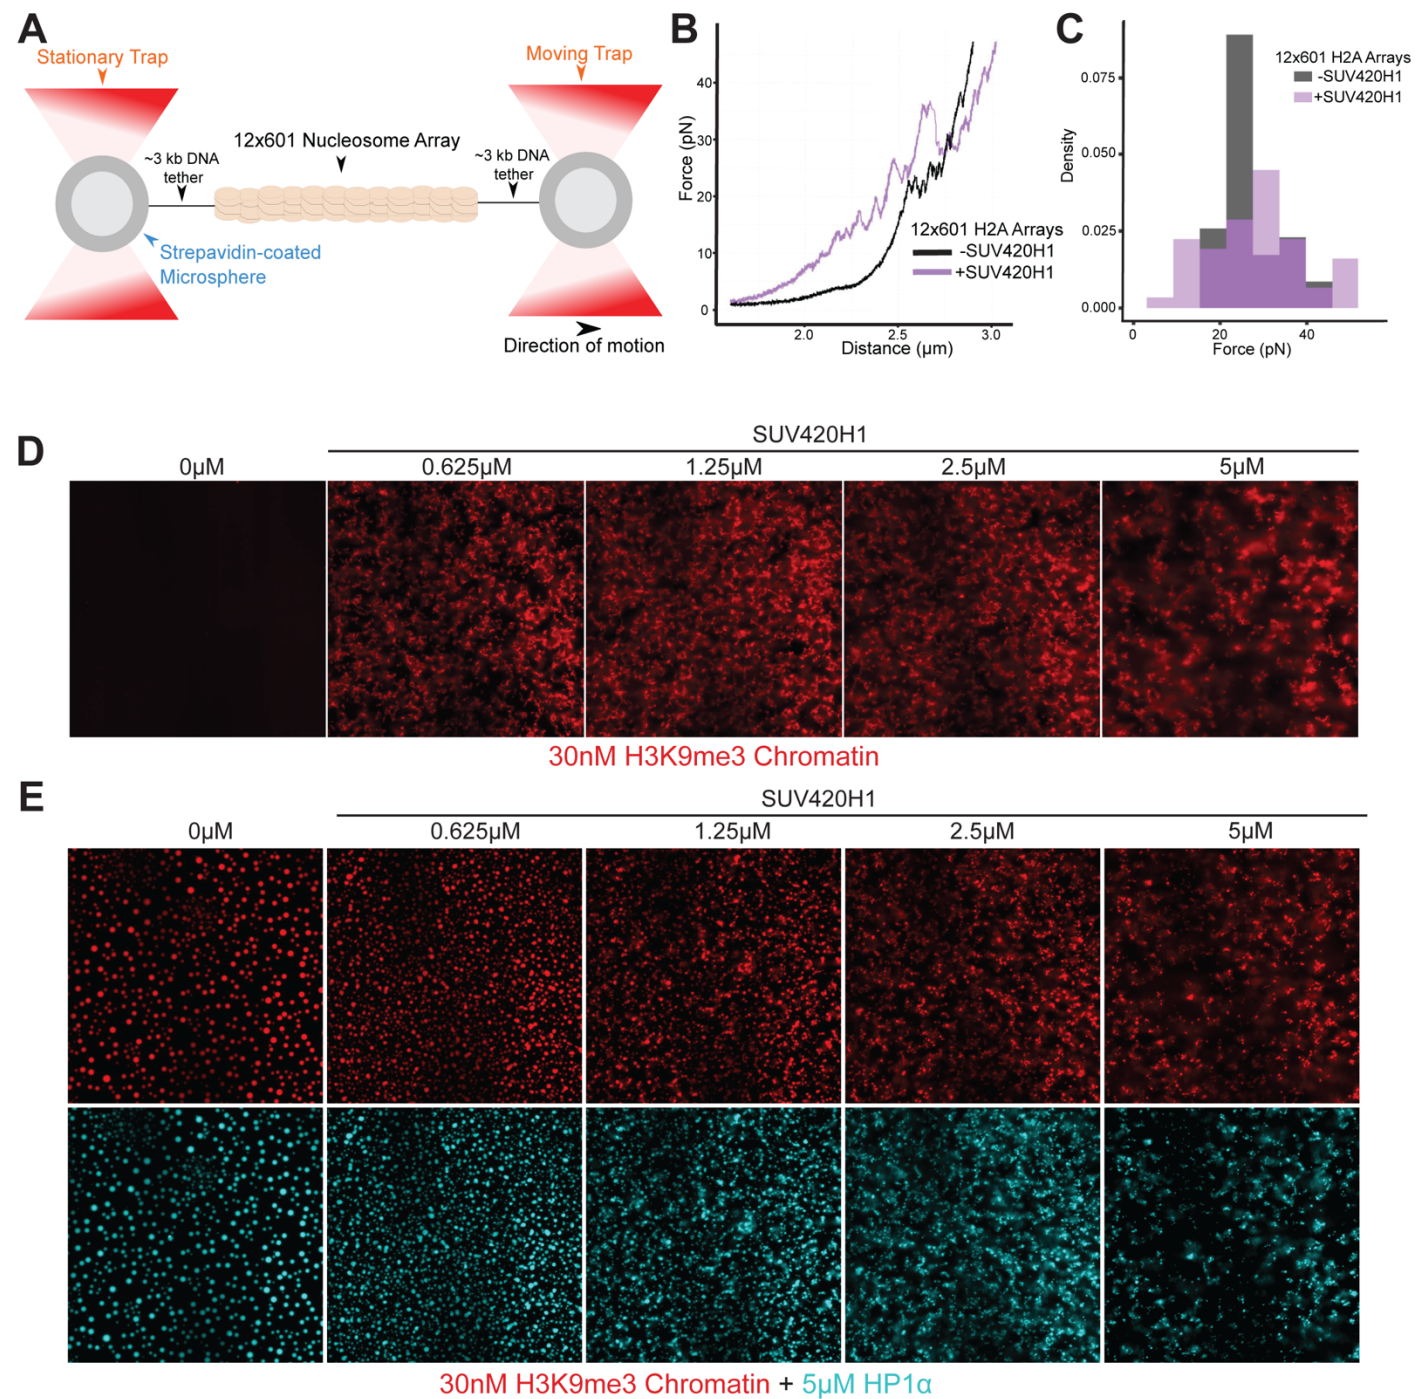 A
Stationary Trap
Moving Trap
12x601 Nucleosome Array
~3 kb DNA
tether
~3 kb DNA
tether
Strepavidin-coated
Microsphere
Direction of motion
B
Force (pN)
40
30
20
10
0
12x601 H2A Arrays
-SUV420H1
+SUV420H1
2.0
2.5
3.0
Distance (µm)
C
Density
0.075
0.050
0.025
0.000
12x601 H2A Arrays
-SUV420H1
+SUV420H1
0
20
40
Force (pN)
D
SUV420H1
0µM
0.625µM
1.25µM
2.5µM
5µM
30nM H3K9me3 Chromatin
E
SUV420H1
0µM
0.625µM
1.25µM
2.5µM
5µM
30nM H3K9me3 Chromatin + 5µM HP1α